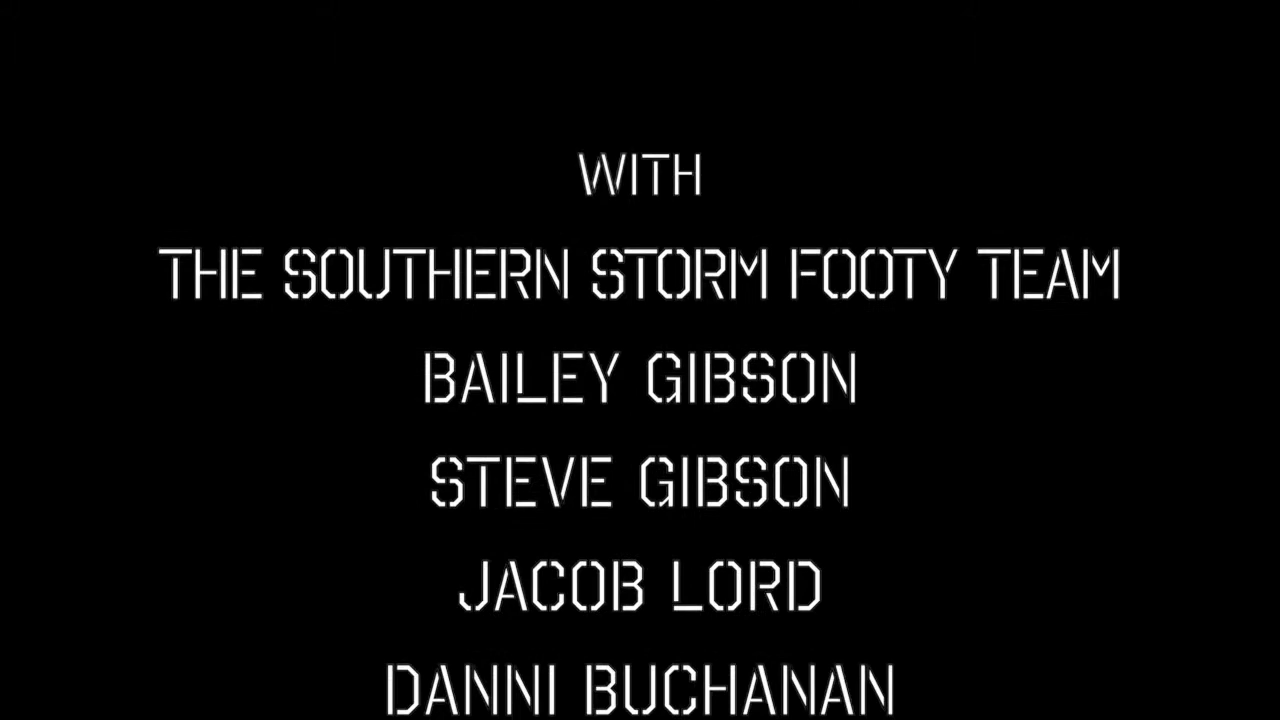 WITH
THE SOUTHERN STORM FOOTY TEAM
BAILEY GIBSON
STEVE GIBSON
JACOB LORD
DANNI BUCHANAN